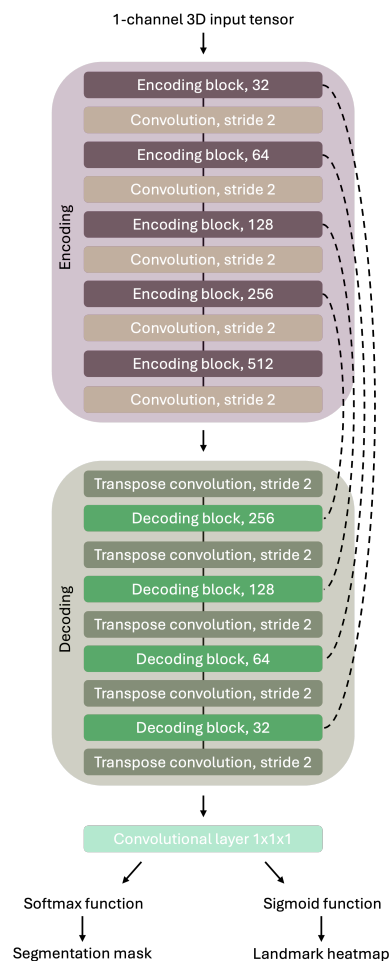 1-channel 3D input tensor
Encoding
Encoding block, 32
Convolution, stride 2
Encoding block, 64
Convolution, stride 2
Encoding block, 128
Convolution, stride 2
Encoding block, 256
Convolution, stride 2
Encoding block, 512
Convolution, stride 2
Decoding
Transpose convolution, stride 2
Decoding block, 256
Transpose convolution, stride 2
Decoding block, 128
Transpose convolution, stride 2
Decoding block, 64
Transpose convolution, stride 2
Decoding block, 32
Transpose convolution, stride 2
Convolutional layer 1x1x1
Softmax function
Sigmoid function
Segmentation mask
Landmark heatmap